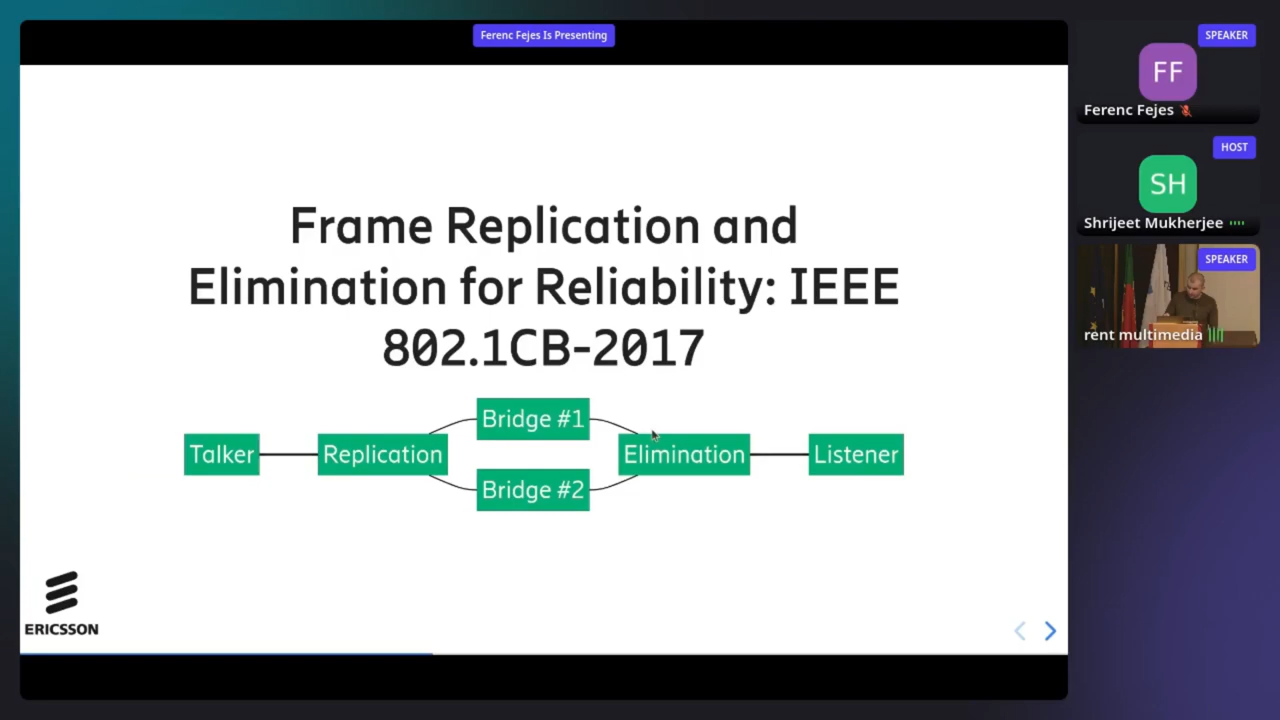 Ferenc Fejes Is Presenting
SPEAKER
FF
Ferenc Fejes
HOST
SH
Shrijeet Mukherjee
SPEAKER
rent multimedia
Frame Replication and
Elimination for Reliability: IEEE
802.1CB-2017
Bridge #1
Talker
Replication
Elimination
Listener
Bridge #2
ERICSSON